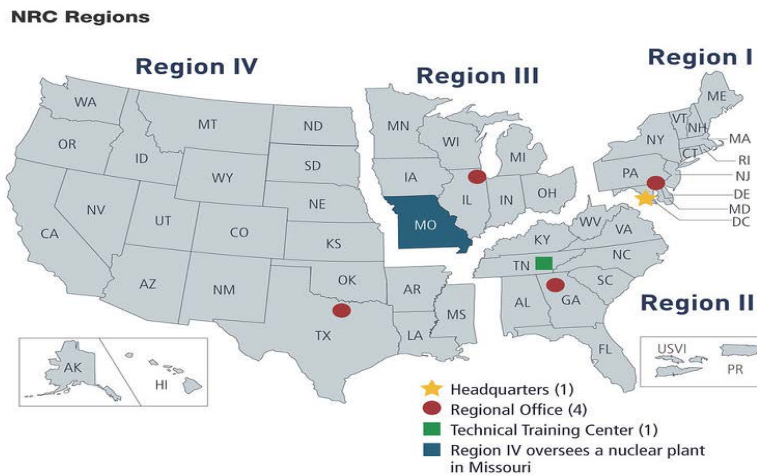 NRC Regions
Region IV
Region III
Region I
WA
MT
ND
MN
ME
VT
NH
OR
ID
SD
WI
MI
NY
MA
WY
IA
CT
RI
NE
PA
NJ
NV
UT
IL
IN
OH
DE
CO
MO
MD
CA
KS
WV
DC
KY
VA
AZ
NM
OK
AR
TN
NC
SC
TX
LA
MS
AL
GA
Region II
FL
AK
HI
USVI
PR
Headquarters (1)
Regional Office (4)
Technical Training Center (1)
Region IV oversees a nuclear plant
in Missouri